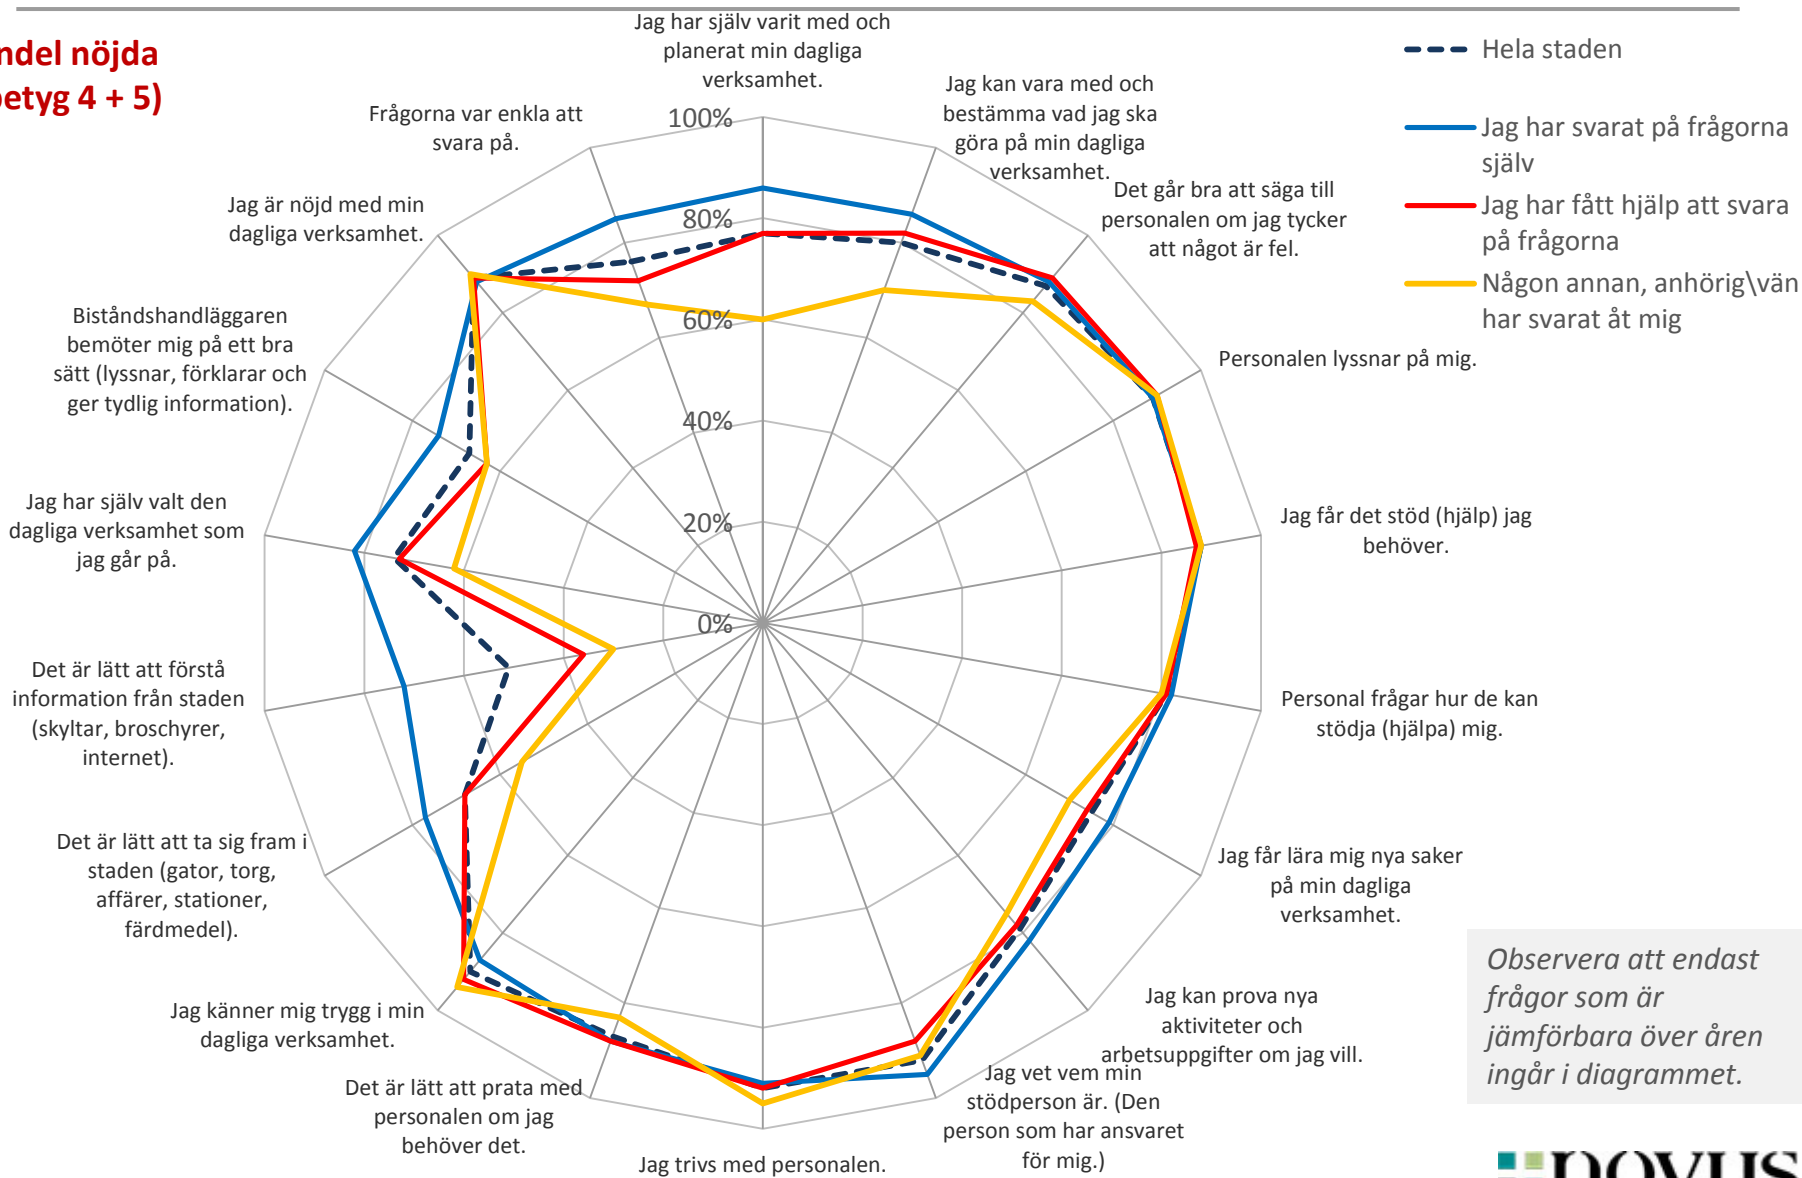 ndel nöjda
betyg 4 + 5)
Jag har själv varit med och
planerat min dagliga
verksamhet.
Jag kan vara med och
bestämma vad jag ska
göra på min dagliga
verksamhet.
Det går bra att säga till
personalen om jag tycker
att något är fel.
Personalen lyssnar på mig.
Jag får det stöd (hjälp) jag
behöver.
Personal frågar hur de kan
stödja (hjälpa) mig.
Jag får lära mig nya saker
på min dagliga
verksamhet.
Jag kan prova nya
aktiviteter och
arbetsuppgifter om jag vill.
Jag vet vem min
stödperson är. (Den
person som har ansvaret
för mig.)
Jag trivs med personalen.
Det är lätt att prata med
personalen om jag
behöver det.
Jag känner mig trygg i min
dagliga verksamhet.
Det är lätt att ta sig fram i
staden (gator, torg,
affärer, stationer,
färdmedel).
Det är lätt att förstå
information från staden
(skyltar, broschyrer,
internet).
Jag har själv valt den
dagliga verksamhet som
jag går på.
Biståndshandläggaren
bemöter mig på ett bra
sätt (lyssnar, förklarar och
ger tydlig information).
Jag är nöjd med min
dagliga verksamhet.
Frågorna var enkla att
svara på.
100%
80%
60%
40%
20%
0%
Hela staden
Jag har svarat på frågorna
själv
Jag har fått hjälp att svara
på frågorna
Någon annan, anhörig\vän
har svarat åt mig
Observera att endast
frågor som är
jämförbara över åren
ingår i diagrammet.
novus